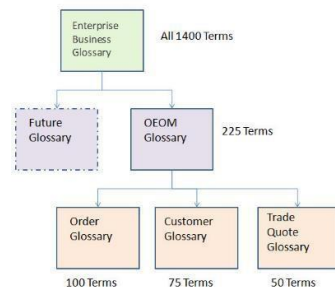 Enterprise
Business
Glossary
All 1400 Terms
Future
Glossary
OEOM
Glossary
225 Terms
Order
Glossary
Customer
Glossary
Trade
Quote
Glossary
100 Terms
75 Terms
50 Terms